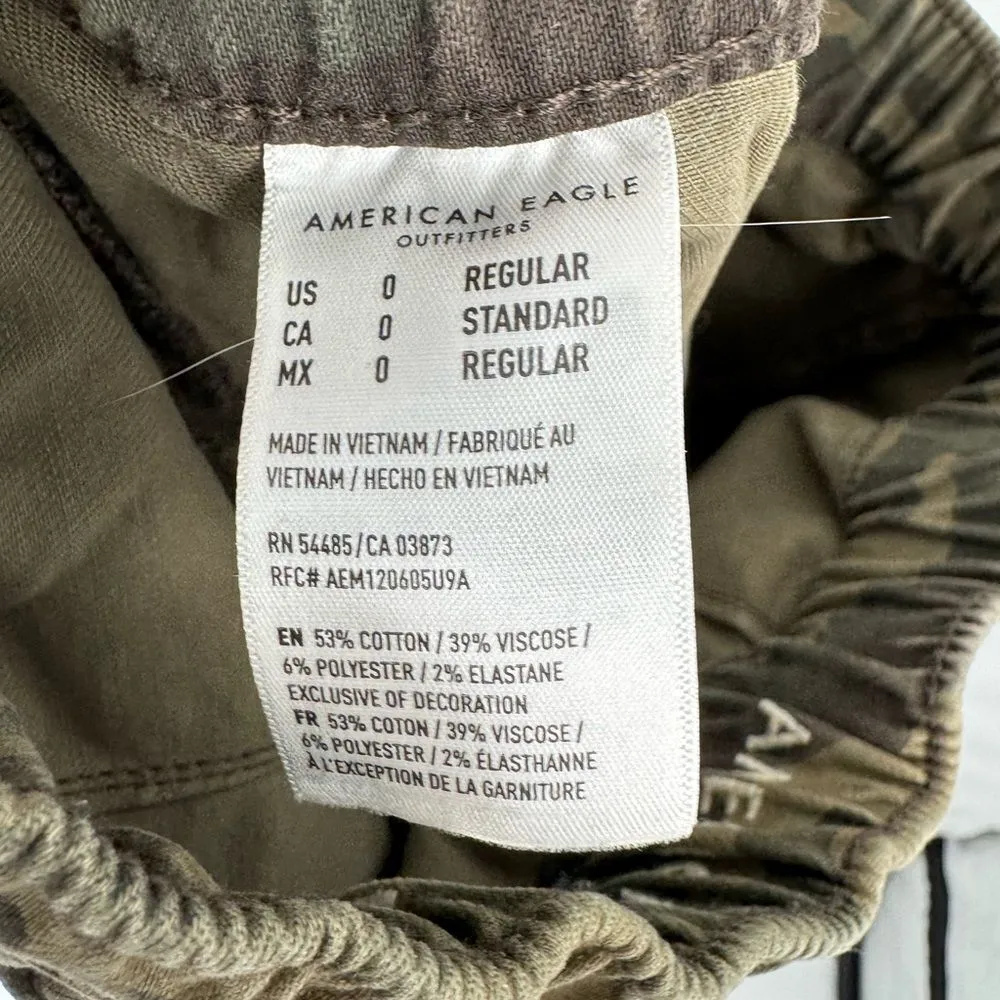 AMERICAN EAGLE
OUTFITTERS
US 0 REGULAR
CA 0 STANDARD
MX 0 REGULAR
MADE IN VIETNAM / FABRIQUÉ AU
VIETNAM / HECHO EN VIETNAM
RN 54485/CA 03873
RFC# AEM120605U9A
EN 53% COTTON / 39% VISCOSE /
6% POLYESTER / 2% ELASTANE
EXCLUSIVE OF DECORATION
FR 53% COTON / 39% VISCOSE /
6% POLYESTER / 2% ÉLASTHANNE
À L'EXCEPTION DE LA GARNITURE